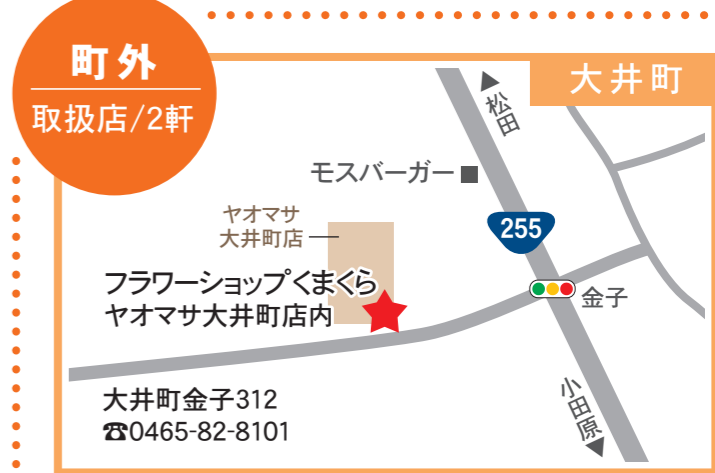 町外
取扱店/2軒
大井町
▲松田
モスバーガー■
255
ヤオマサ
大井町店
フラワーショップくまくら
ヤオマサ大井町店内
金子
小田原▼
大井町金子312
☎0465-82-8101